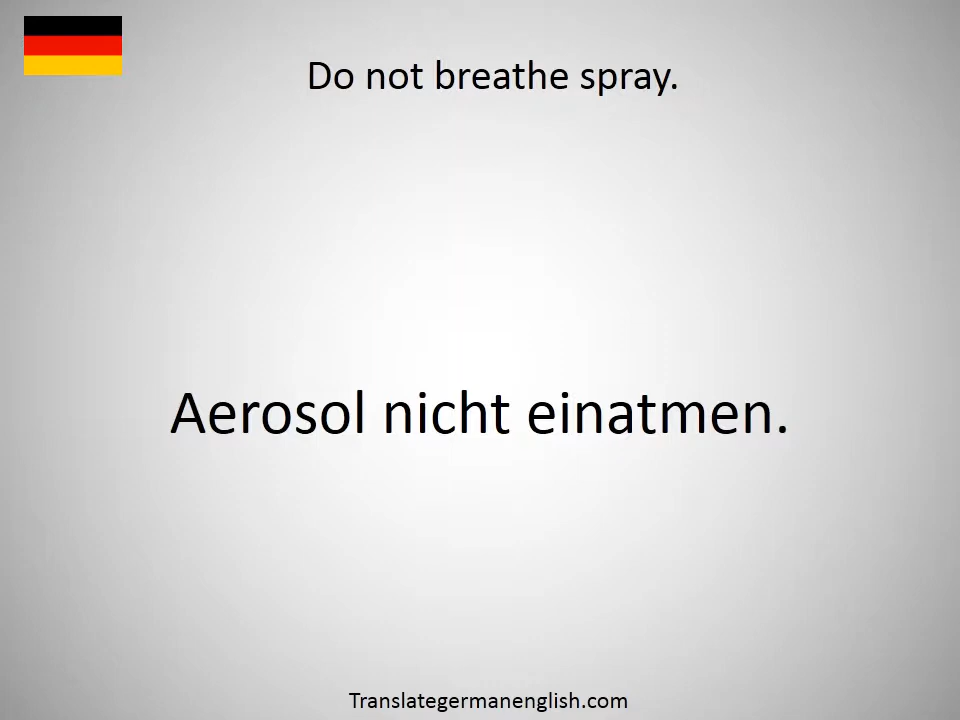 Do not breathe spray.
Aerosol nicht einatmen.
Translategermanenglish.com